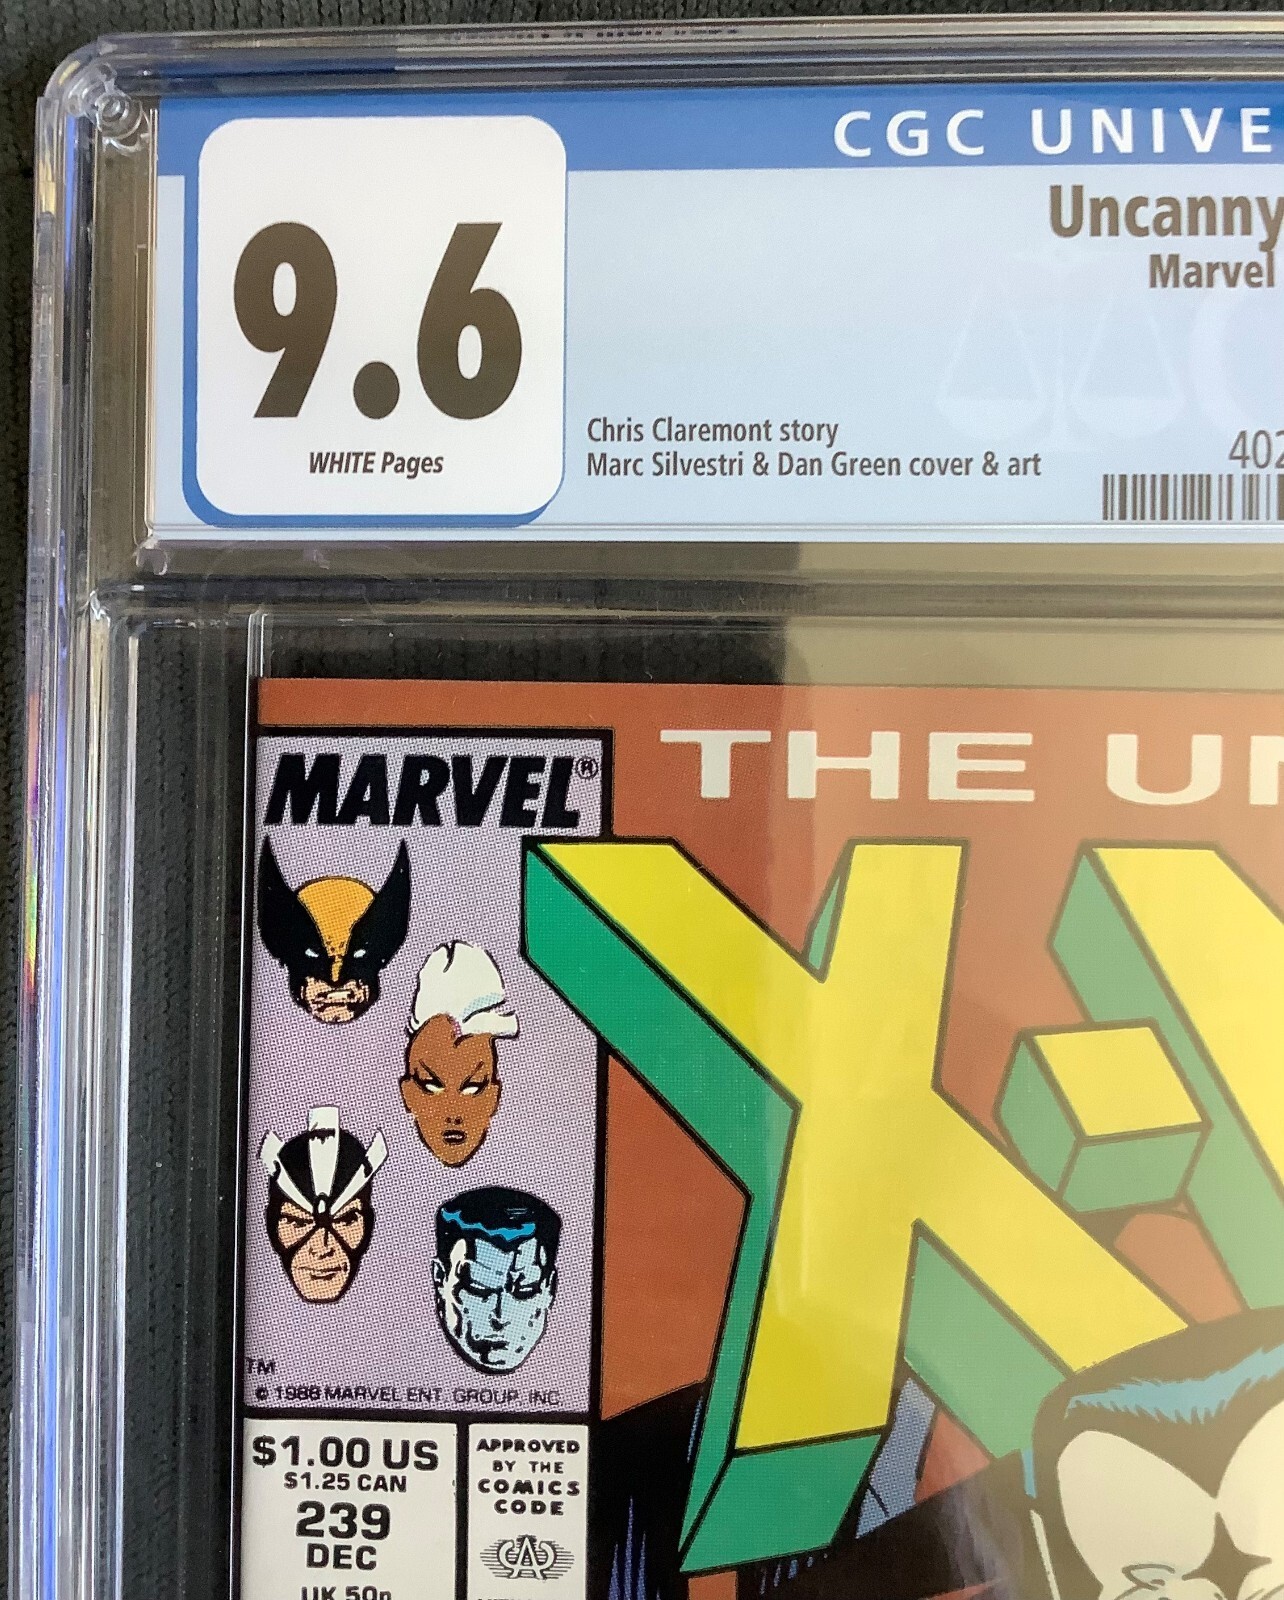 CGC UNIVE
9.6
WHITE Pages
Uncanny
Marvel
Chris Claremont story
Marc Silvestri & Dan Green cover & art
402
THE UN
MARVEL®
X-
TM
© 1988 MARVEL ENT. GROUP, INC.
$1.00 US
$1.25 CAN
239
DEC
UK 50p
APPROVED
BY THE
COMICS
CODE
CA